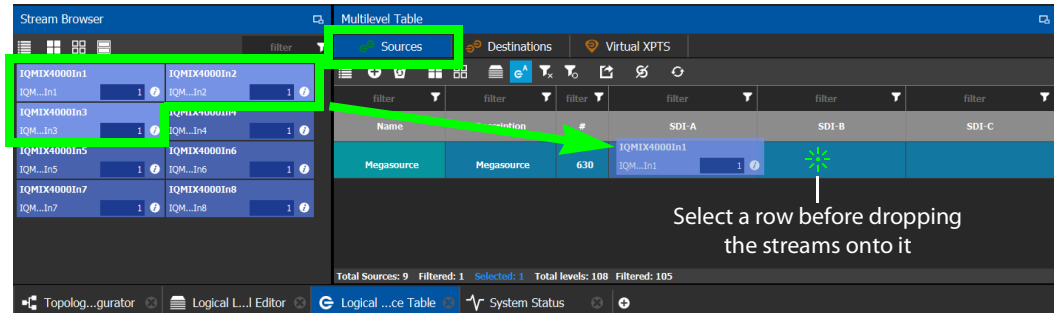 Stream Browser
Multilevel Table
filter
Sources
Destinations
Virtual XPTS
IQMIX4000In1
IQMIX4000In2
IQM...In1 1
IQM...In2 1
IQMIX4000In3
IQMIX4000In4
IQM...In3 1
IQM...In4 1
IQMIX4000In5
IQMIX4000In6
IQM...In5 1
IQM...In6 1
IQMIX4000In7
IQMIX4000In8
IQM...In7 1
IQM...In8 1
filter filter filter filter filter filter
Name Description # SDI-A SDI-B SDI-C
Megasource Megasource 630
IQMIX4000In1
IQM...In1 1
Select a row before dropping
the streams onto it
Total Sources: 9 Filtered: 1 Selected: 1 Total levels: 108 Filtered: 105
Topolog...gurator
Logical L...l Editor
Logical ...ce Table
System Status